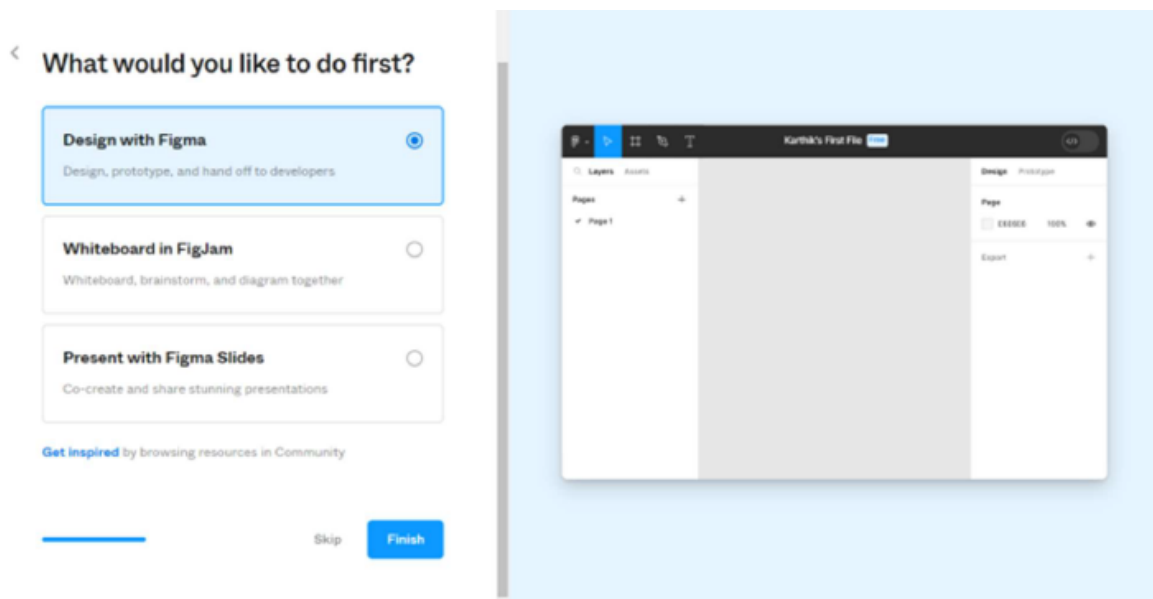 What would you like to do first?
Design with Figma
Design, prototype, and hand off to developers
Whiteboard in FigJam
Whiteboard, brainstorm, and diagram together
Present with Figma Slides
Co-create and share stunning presentations
Get inspired by browsing resources in Community
Skip
Finish
Karthik's First File
Layers Assets
Pages
Page 1
Design Prototype
Page
100%
Export